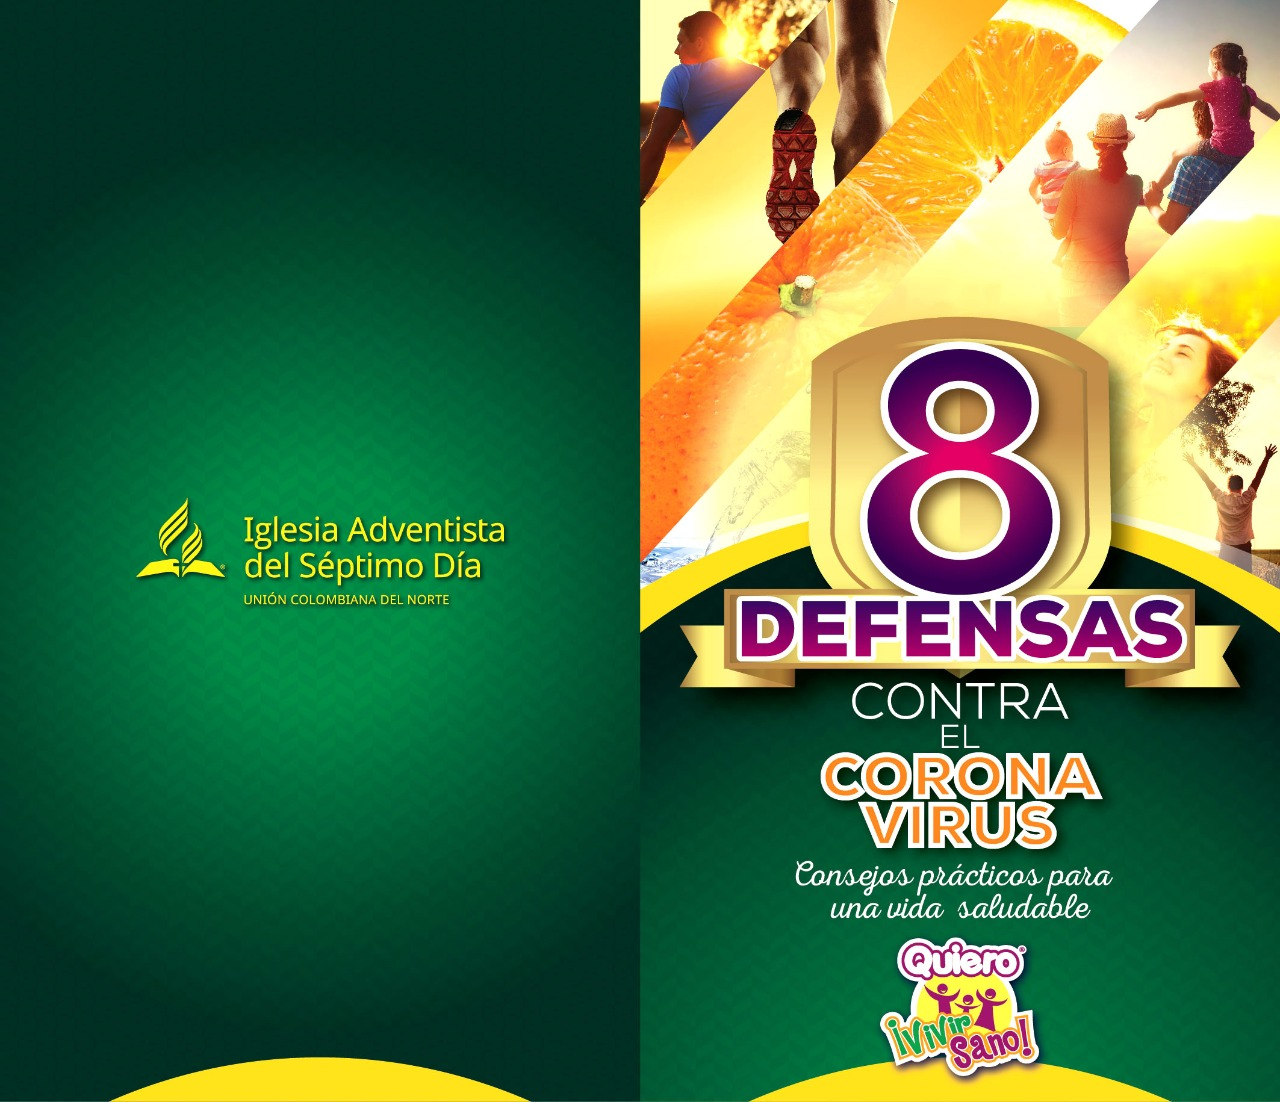 Iglesia Adventista
del Séptimo Día
UNIÓN COLOMBIANA DEL NORTE
8
DEFENSAS
CONTRA
EL
CORONA
VIRUS
Consejos prácticos para
una vida saludable
Quiero®
¡Vivir
Sano!